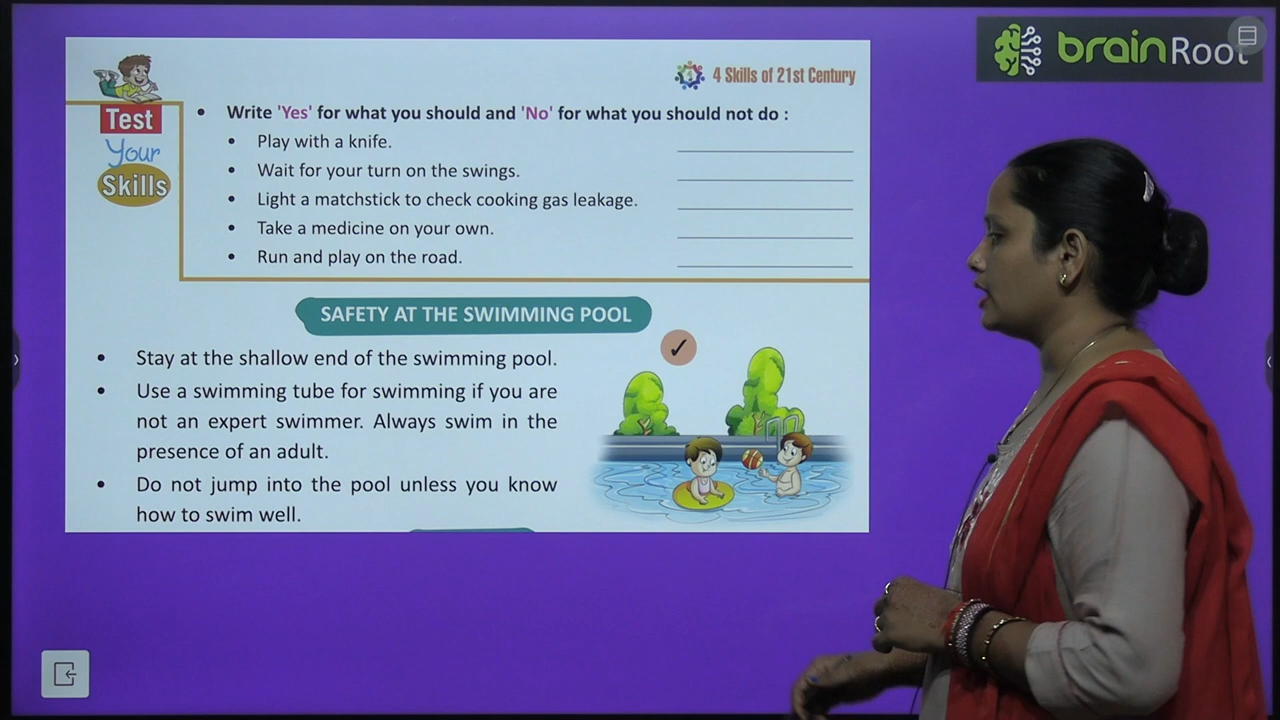 brainRoot
4 Skills of 21st Century
Test
Your
Skills
• Write 'Yes' for what you should and 'No' for what you should not do :
• Play with a knife.
• Wait for your turn on the swings.
• Light a matchstick to check cooking gas leakage.
• Take a medicine on your own.
• Run and play on the road.
SAFETY AT THE SWIMMING POOL
• Stay at the shallow end of the swimming pool.
• Use a swimming tube for swimming if you are
not an expert swimmer. Always swim in the
presence of an adult.
• Do not jump into the pool unless you know
how to swim well.